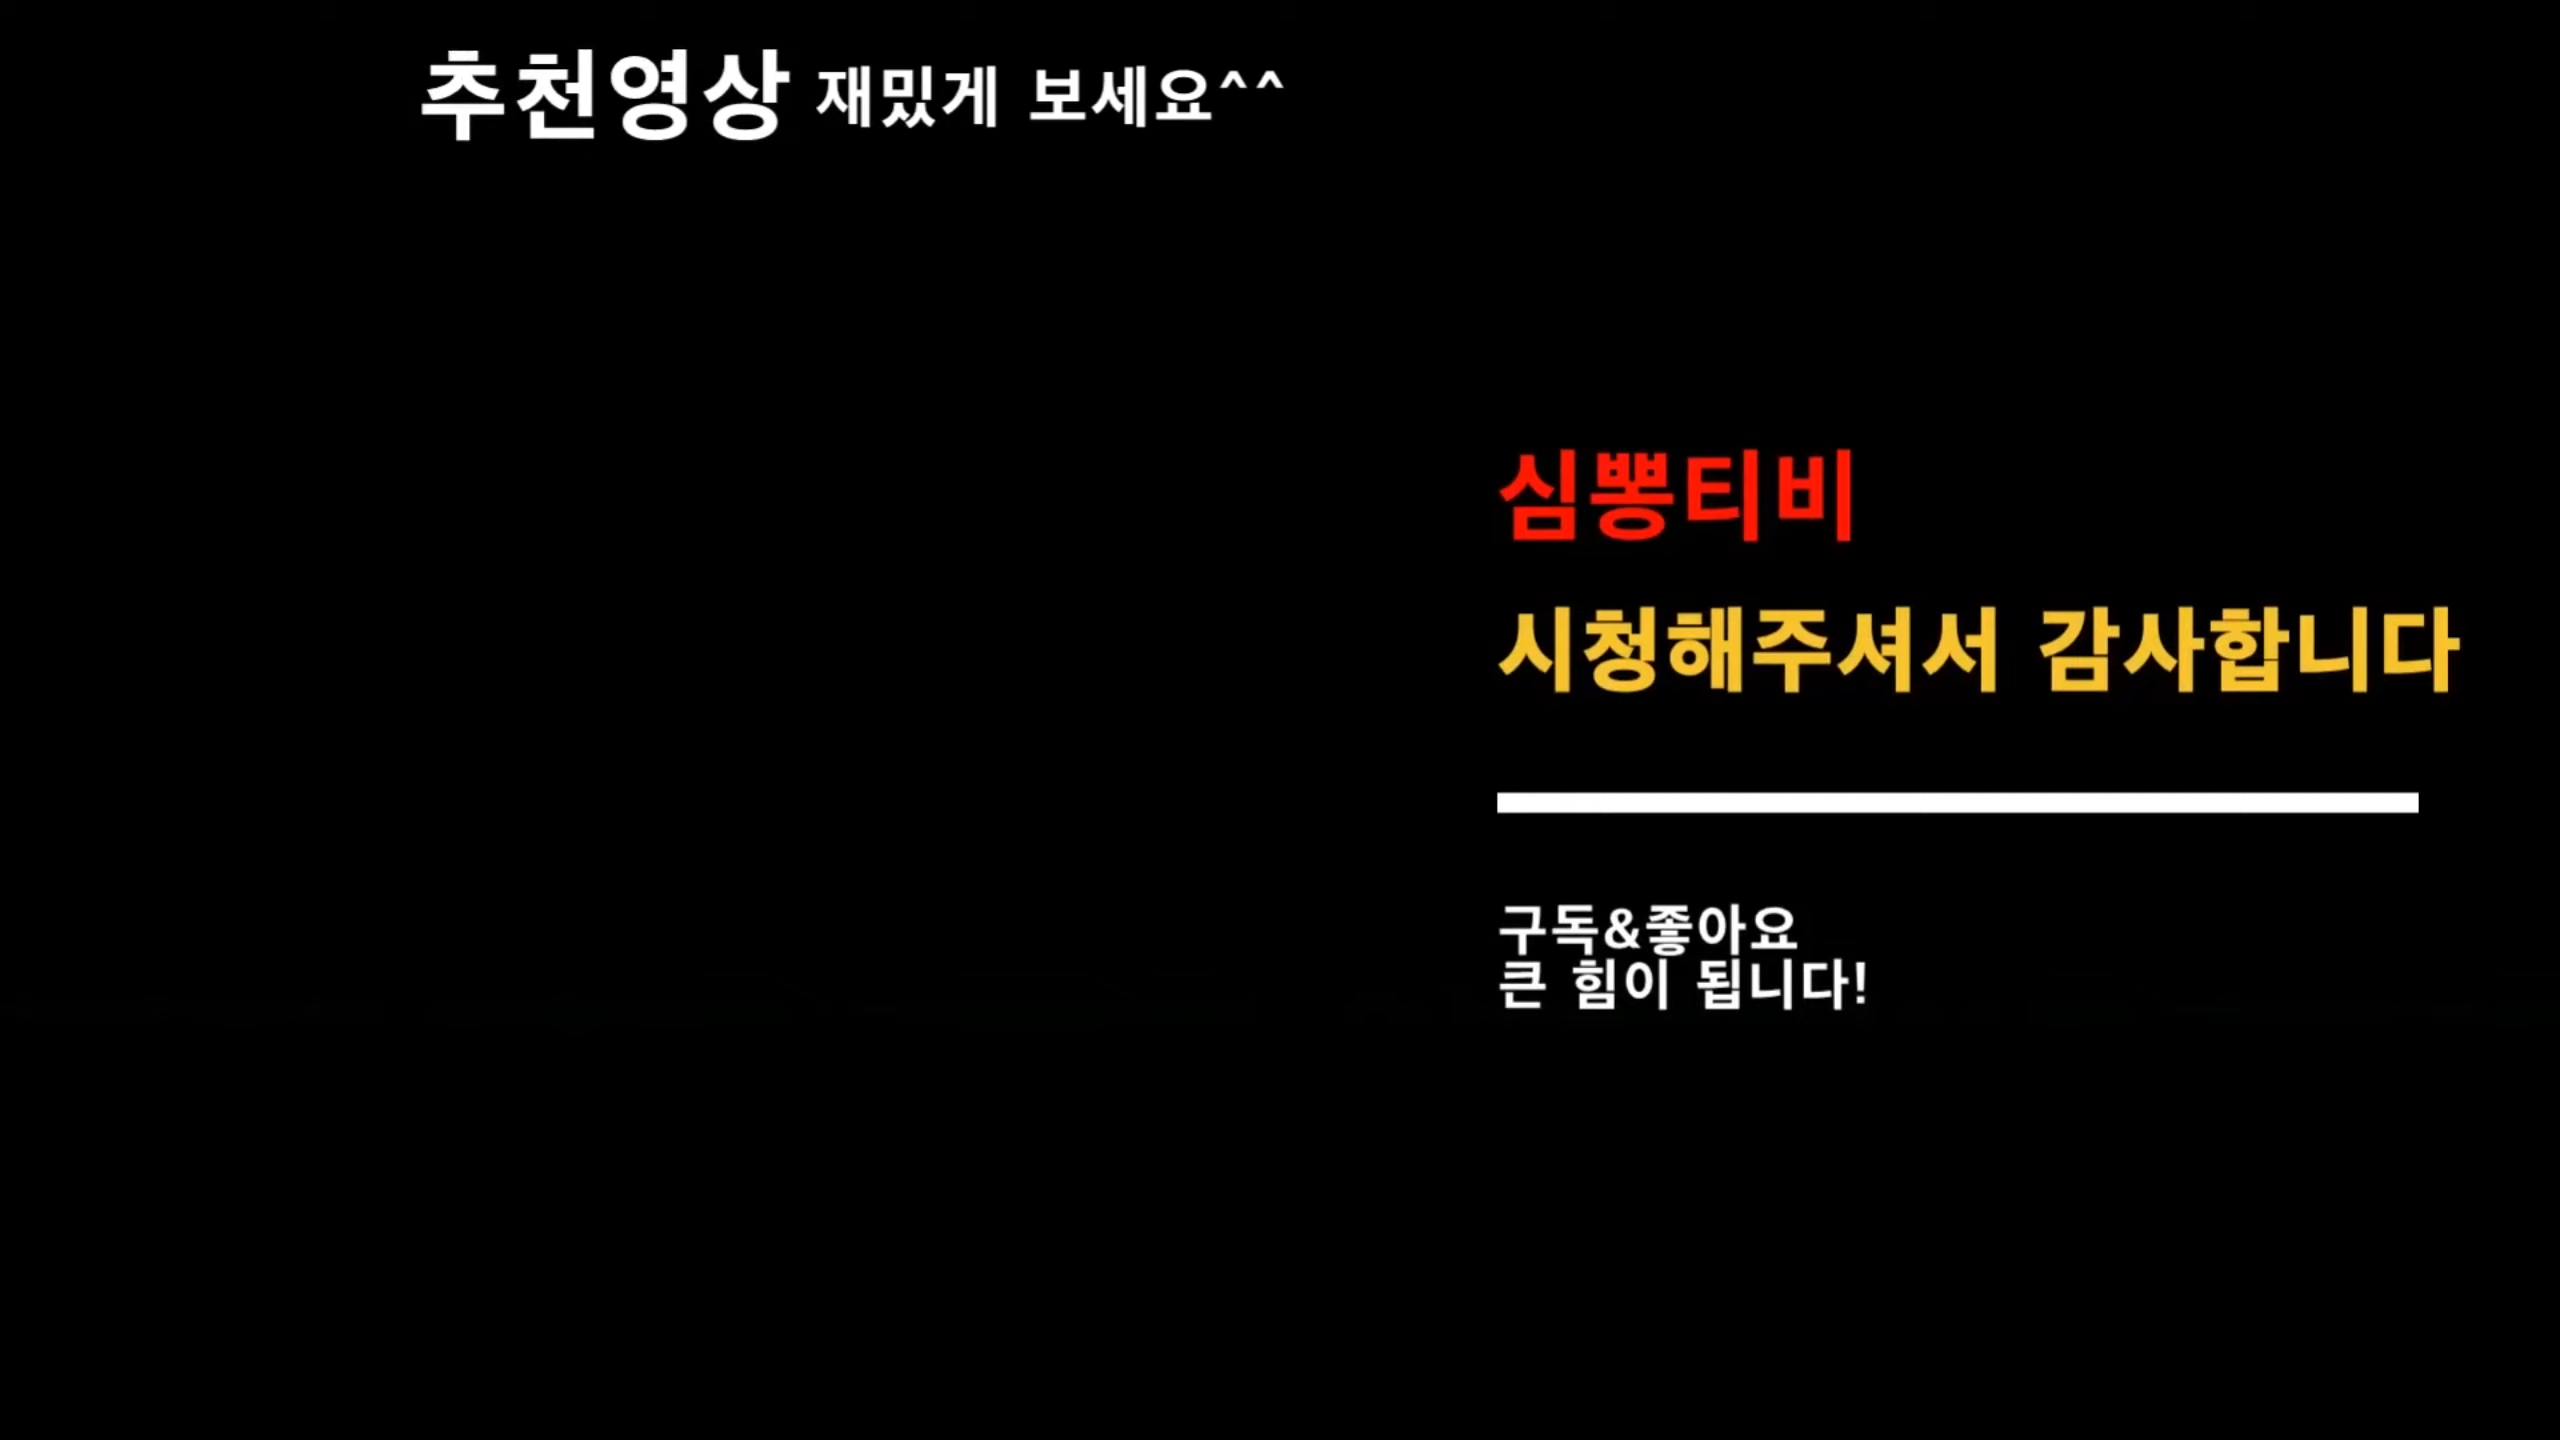 추천영상 재밌게 보세요^^
심뽕티비
시청해주셔서 감사합니다
구독&좋아요
큰 힘이 됩니다!